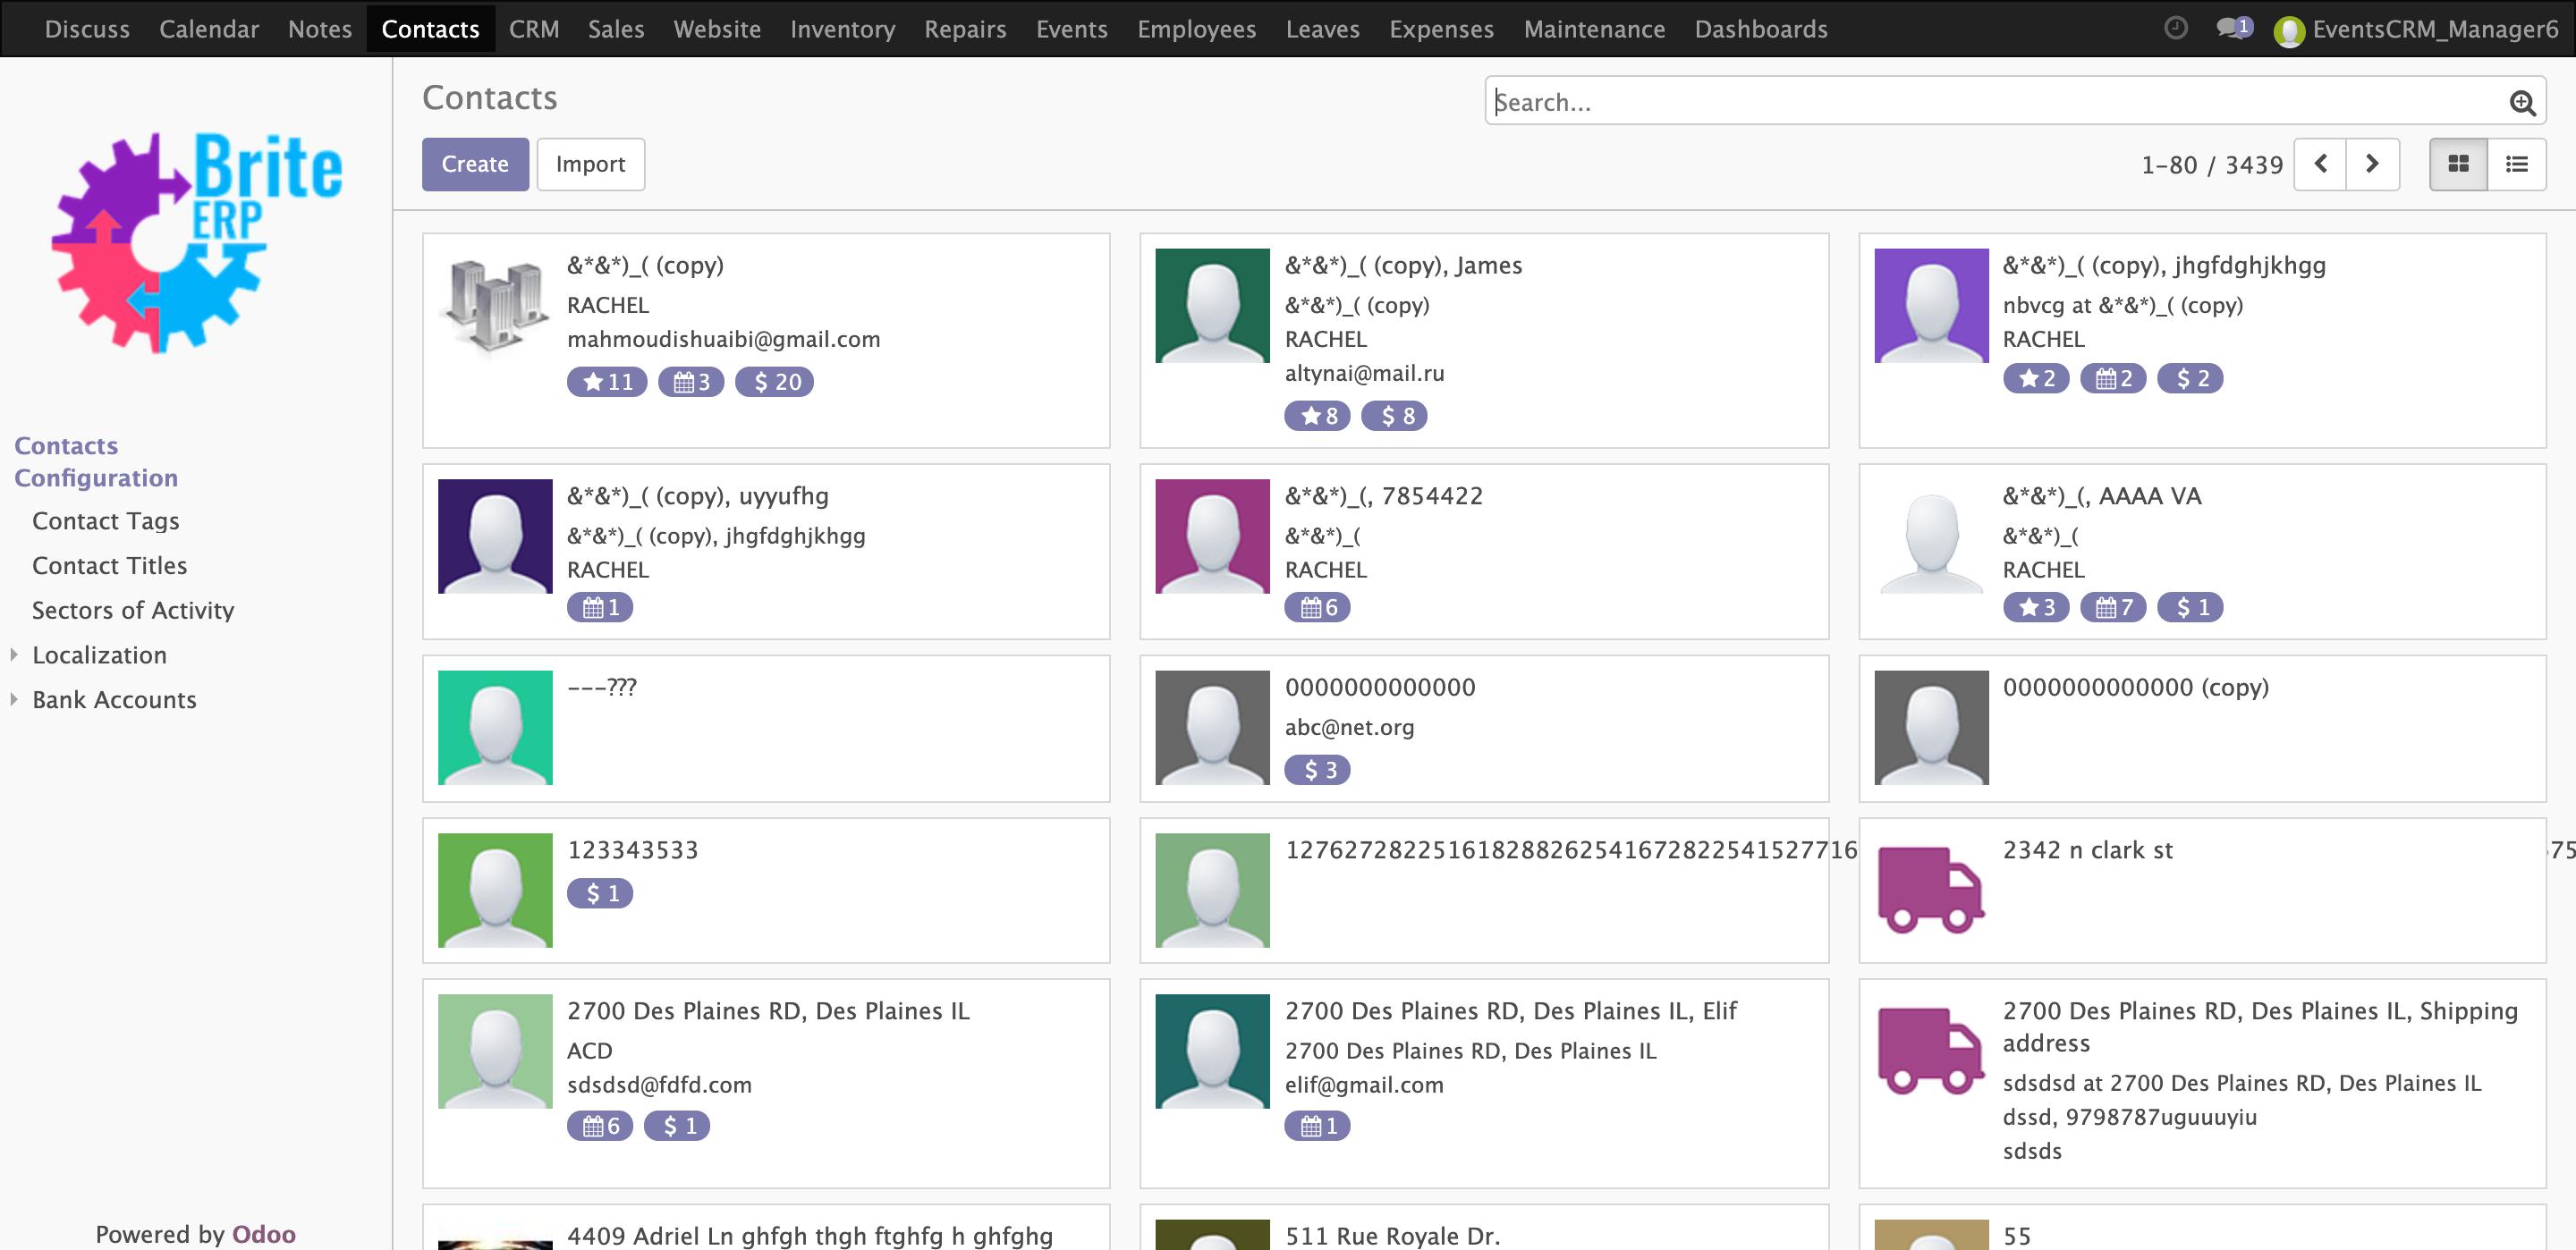 Discuss Calendar Notes Contacts CRM Sales Website Inventory Repairs Events Employees Leaves Expenses Maintenance Dashboards 1 EventsCRM_Manager6
Brite
ERP
Contacts
Configuration
Contact Tags
Contact Titles
Sectors of Activity
Localization
Bank Accounts
Powered by Odoo
Contacts
Search...
Create Import
1-80 / 3439
&*&*)_( (copy)
RACHEL
mahmoudishuaibi@gmail.com
11 3 $ 20
&*&*)_( (copy), James
&*&*)_( (copy)
RACHEL
altynai@mail.ru
8 $ 8
&*&*)_( (copy), jhgfdghjkhgg
nbvcg at &*&*)_( (copy)
RACHEL
2 2 $ 2
&*&*)_( (copy), uyyufhg
&*&*)_( (copy), jhgfdghjkhgg
RACHEL
1
&*&*)_(, 7854422
&*&*)_(
RACHEL
6
&*&*)_(, AAAA VA
&*&*)_(
RACHEL
3 7 $ 1
---???
0000000000000
abc@net.org
$ 3
0000000000000 (copy)
123343533
$ 1
127627282251618288262541672822541527716
2342 n clark st
75
2700 Des Plaines RD, Des Plaines IL
ACD
sdsdsd@fdfd.com
6 $ 1
2700 Des Plaines RD, Des Plaines IL, Elif
2700 Des Plaines RD, Des Plaines IL
elif@gmail.com
1
2700 Des Plaines RD, Des Plaines IL, Shipping
address
sdsdsd at 2700 Des Plaines RD, Des Plaines IL
dssd, 9798787uguuuyiu
sdsds
4409 Adriel Ln ghfgh thgh ftghfg h ghfghg
511 Rue Royale Dr.
55